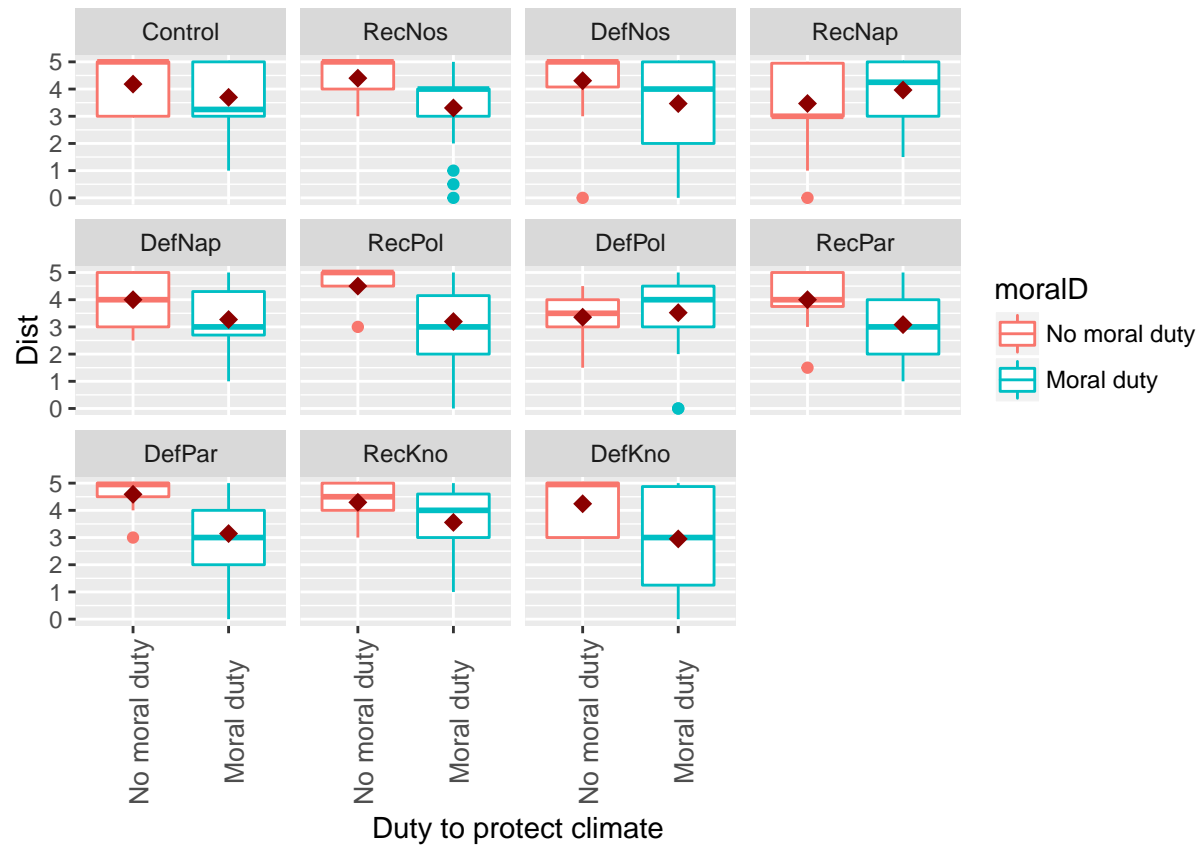 Control RecNos DefNos RecNap
5
4
3
2
1
0
DefNap RecPol DefPol RecPar
5
4
3
2
1
0
DefPar RecKno DefKno
5
4
3
2
1
0
Dist
No moral duty Moral duty No moral duty Moral duty No moral duty Moral duty
Duty to protect climate
moralD
No moral duty
Moral duty